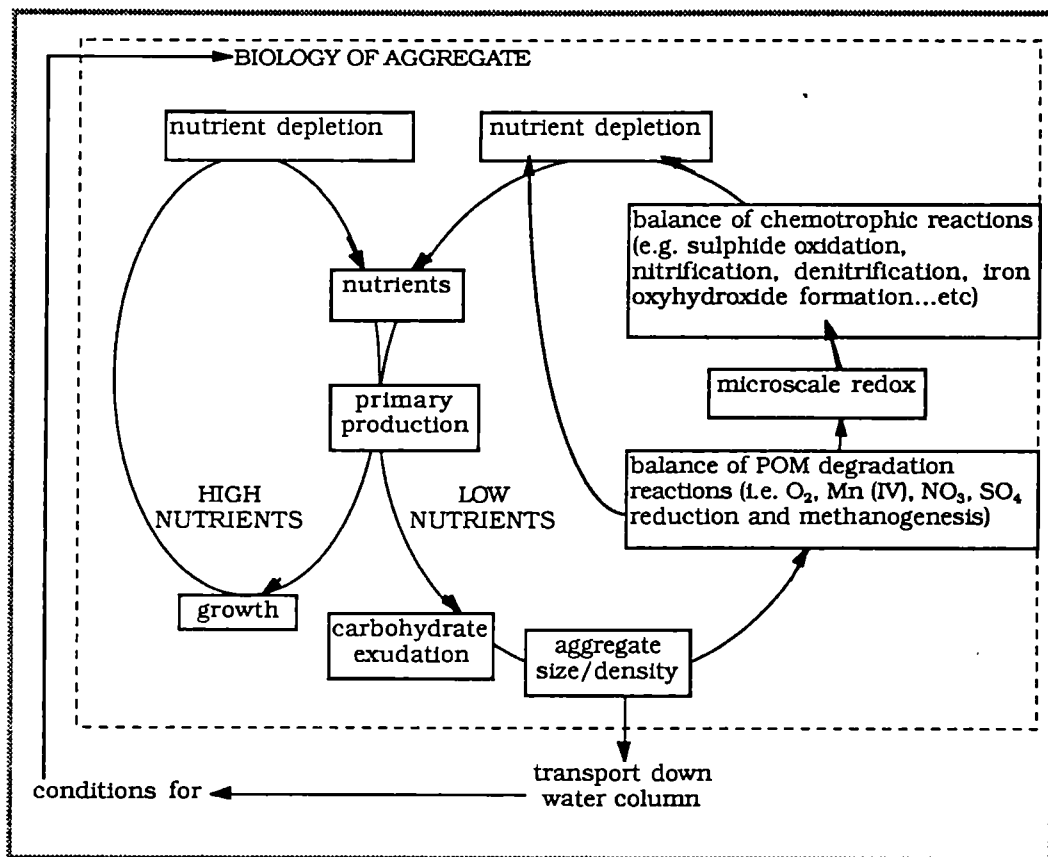 BIOLOGY OF AGGREGATE
nutrient depletion
nutrient depletion
balance of chemotrophic reactions
(e.g. sulphide oxidation,
nitrification, denitrification, iron
oxyhydroxide formation...etc)
nutrients
microscale redox
primary
production
balance of POM degradation
reactions (i.e. O₂, Mn (IV), NO₃, SO₄
reduction and methanogenesis)
HIGH
NUTRIENTS
LOW
NUTRIENTS
growth
carbohydrate
exudation
aggregate
size/density
transport down
water column
conditions for